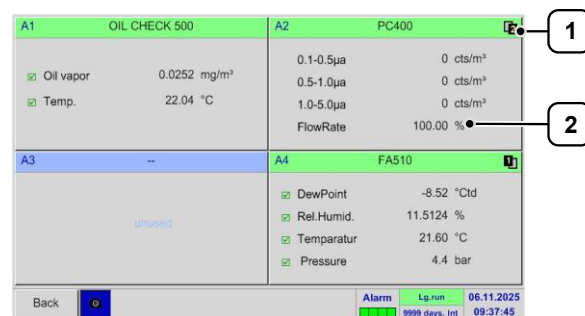 A1 OIL CHECK 500
Oil vapor 0.0252 mg/m³
Temp. 22.04 °C
A2 PC400
0.1-0.5µa 0 cts/m³
0.5-1.0µa 0 cts/m³
1.0-5.0µa 0 cts/m³
FlowRate 100.00 %
1
2
A3 --
unused
A4 FA510
1
DewPoint -8.52 °Ctd
Rel.Humid. 11.5124 %
Temparatur 21.60 °C
Pressure 4.4 bar
Back
Alarm
Lg.run
9999 days, Int
06.11.2025
09:37:45